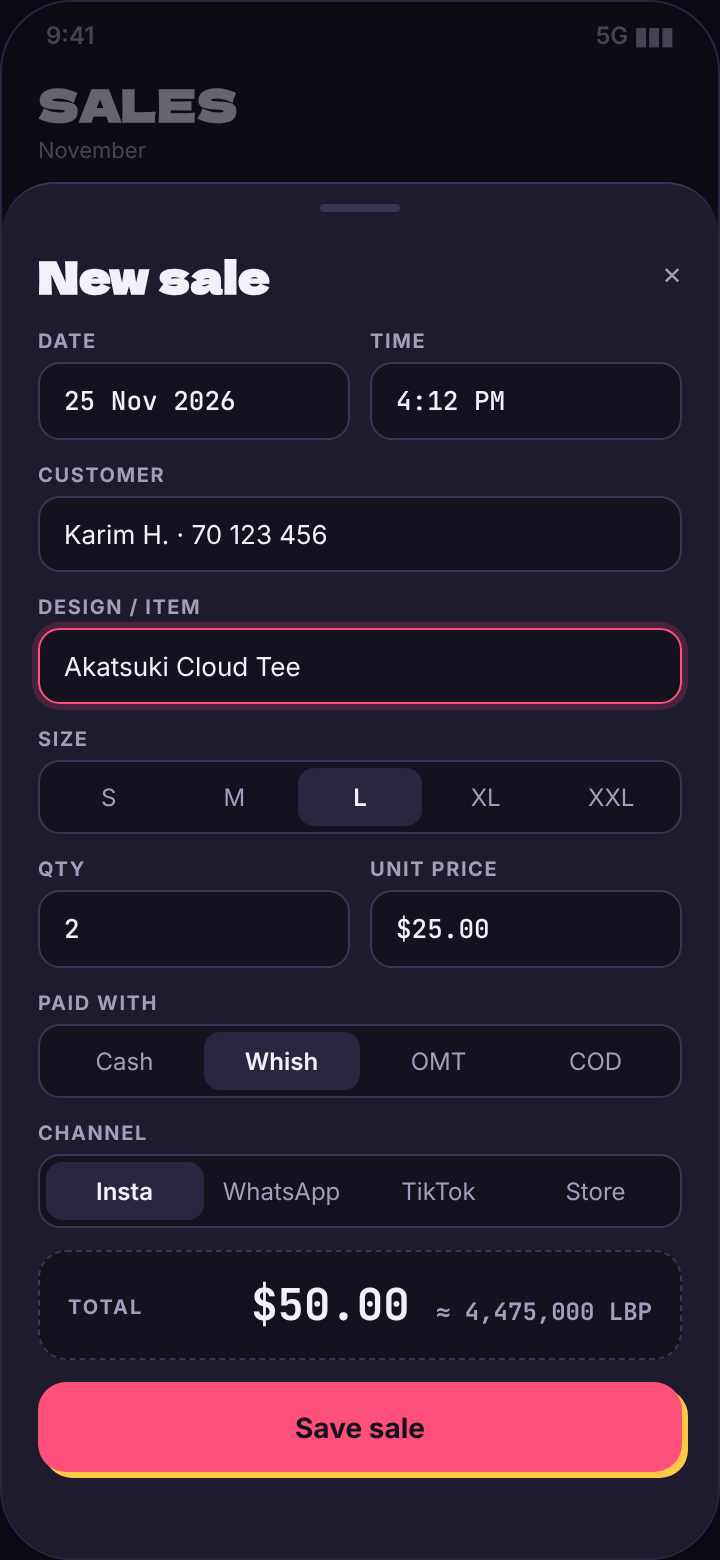 9:41 5G
SALES
November
New sale ×
DATE TIME
25 Nov 2026 4:12 PM
CUSTOMER
Karim H. · 70 123 456
DESIGN / ITEM
Akatsuki Cloud Tee
SIZE
S M L XL XXL
QTY UNIT PRICE
2 $25.00
PAID WITH
Cash Whish OMT COD
CHANNEL
Insta WhatsApp TikTok Store
TOTAL $50.00 ≈ 4,475,000 LBP
Save sale